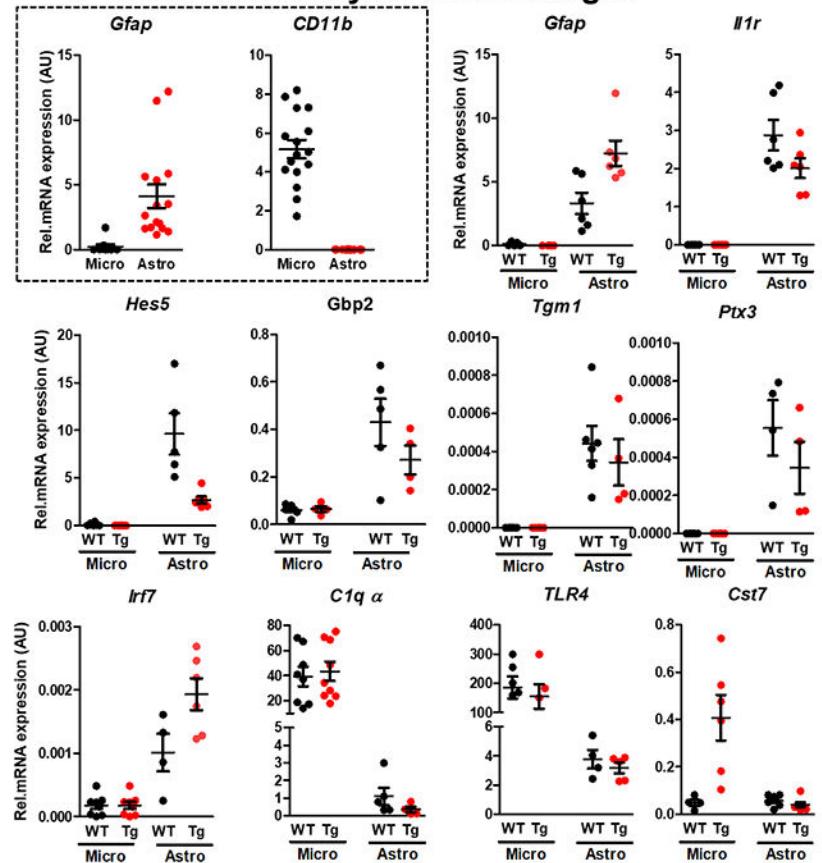 Gfap CD11b Gfap Il1r
Rel.mRNA expression (AU) Rel.mRNA expression (AU)
15 10 15 5
10 8 10 4
5 6 5 3
0 4 0 2
2 1
0 0
Micro Astro Micro Astro WT Tg WT Tg WT Tg WT Tg
Micro Astro Micro Astro
Hes5 Gbp2 Tgm1 Ptx3
Rel.mRNA expression (AU)
20 0.8 0.0010 0.0010
15 0.6 0.0008 0.0008
10 0.4 0.0006 0.0006
5 0.2 0.0004 0.0004
0 0.0 0.0002 0.0002
0.0000 0.0000
WT Tg WT Tg WT Tg WT Tg WT Tg WT Tg WT Tg WT Tg
Micro Astro Micro Astro Micro Astro Micro Astro
Irf7 C1q α TLR4 Cst7
Rel.mRNA expression (AU)
0.003 80 400 0.8
0.002 60 300 0.6
0.001 40 200 0.4
0.000 20 100 0.2
5 6 0.0
4 4
3 2
2 0
1
0
WT Tg WT Tg WT Tg WT Tg WT Tg WT Tg WT Tg WT Tg
Micro Astro Micro Astro Micro Astro Micro Astro